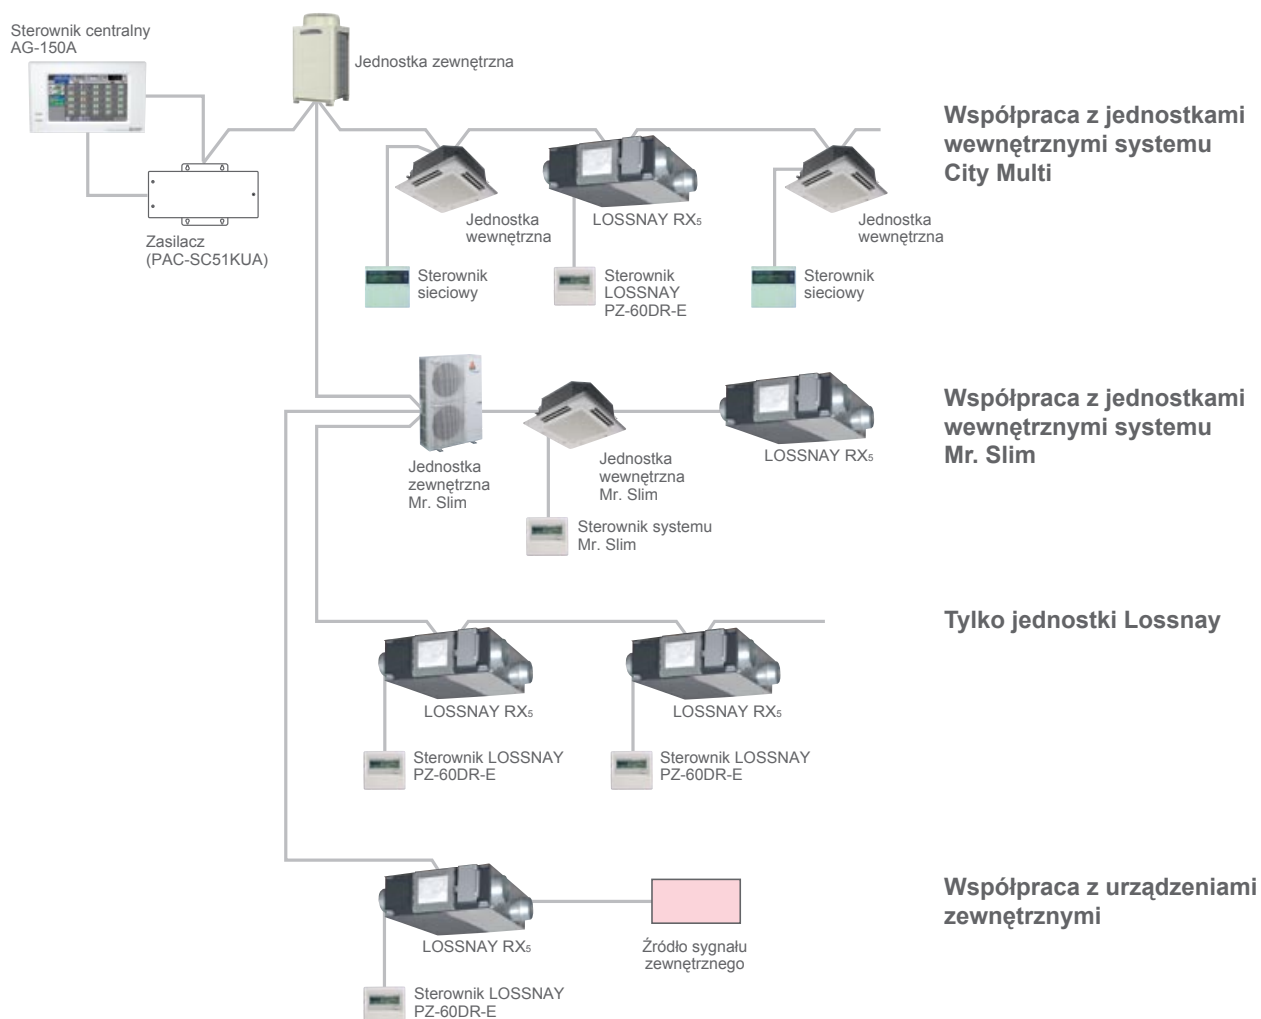 Sterownik centralny
AG-150A
Jednostka zewnętrzna
Zasilacz
(PAC-SC51KUA)
Jednostka
wewnętrzna
LOSSNAY RX5
Jednostka
wewnętrzna
Sterownik
sieciowy
Sterownik
LOSSNAY
PZ-60DR-E
Sterownik
sieciowy
Współpraca z jednostkami
wewnętrznymi systemu
City Multi
Jednostka
zewnętrzna
Mr. Slim
Jednostka
wewnętrzna
Mr. Slim
LOSSNAY RX5
Sterownik systemu
Mr. Slim
Współpraca z jednostkami
wewnętrznymi systemu
Mr. Slim
LOSSNAY RX5
LOSSNAY RX5
Sterownik LOSSNAY
PZ-60DR-E
Sterownik LOSSNAY
PZ-60DR-E
Tylko jednostki Lossnay
LOSSNAY RX5
Źródło sygnału
zewnętrznego
Sterownik LOSSNAY
PZ-60DR-E
Współpraca z urządzeniami
zewnętrznymi